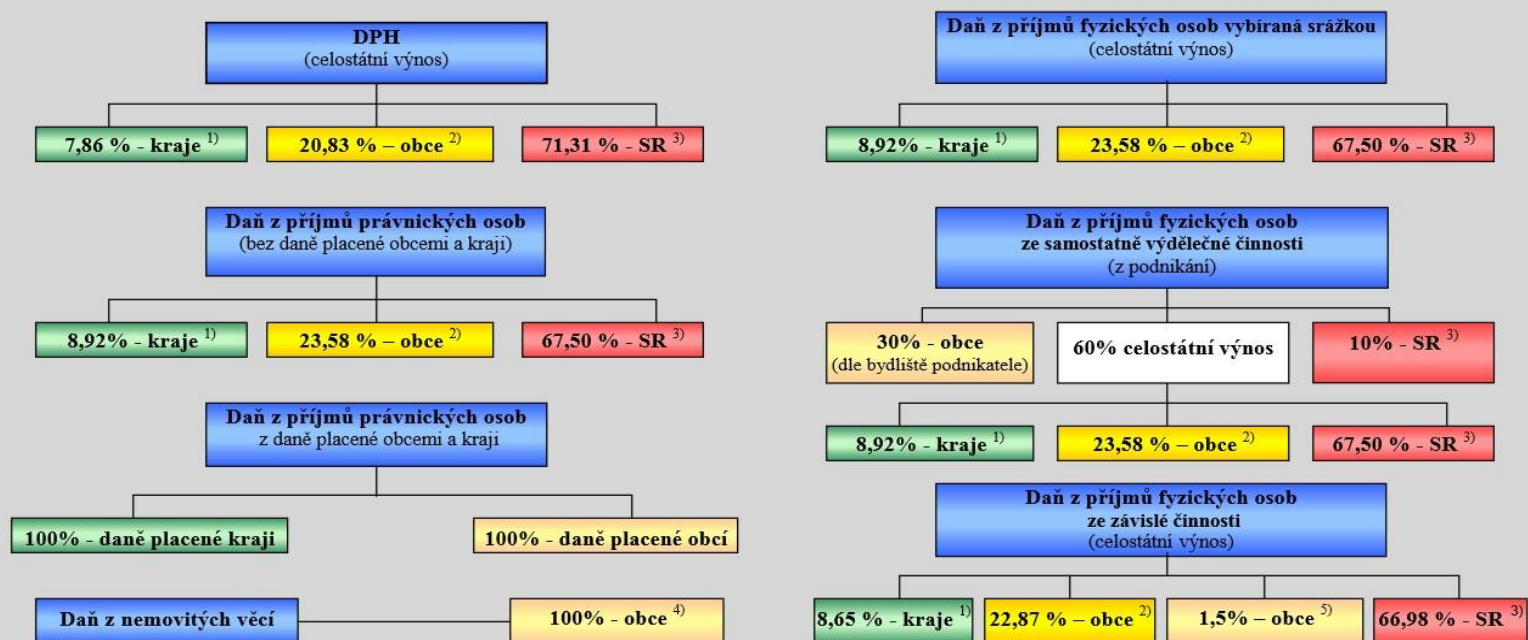 DPH
(celostátní výnos)
7,86 % - kraje 1)
20,83 % – obce 2)
71,31 % - SR 3)
Daň z příjmů právnických osob
(bez daně placené obcemi a kraji)
8,92% - kraje 1)
23,58 % – obce 2)
67,50 % - SR 3)
Daň z příjmů právnických osob
z daně placené obcemi a kraji
100% - daně placené kraji
100% - daně placené obcí
Daň z nemovitých věcí
100% - obce 4)
Daň z příjmů fyzických osob vybíraná srážkou
(celostátní výnos)
8,92% - kraje 1)
23,58 % – obce 2)
67,50 % - SR 3)
Daň z příjmů fyzických osob
ze samostatně výdělečné činnosti
(z podnikání)
30% - obce
(dle bydliště podnikatele)
60% celostátní výnos
10% - SR 3)
8,92% - kraje 1)
23,58 % – obce 2)
67,50 % - SR 3)
Daň z příjmů fyzických osob
ze závislé činnosti
(celostátní výnos)
8,65 % - kraje 1)
22,87 % – obce 2)
1,5% – obce 5)
66,98 % - SR 3)